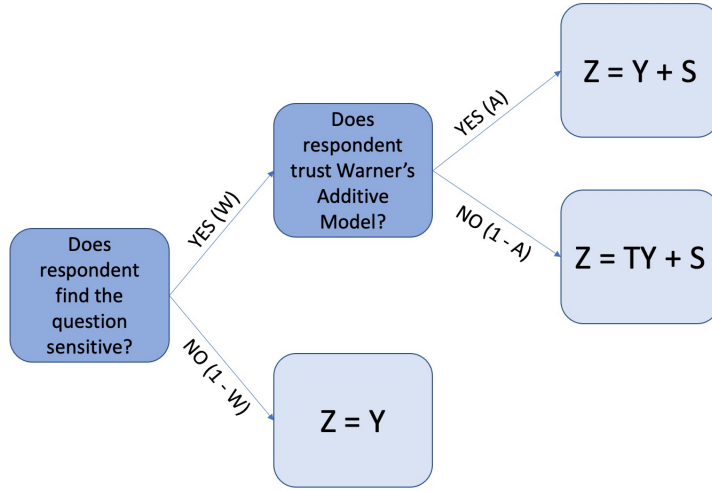 Does
respondent
find the
question
sensitive?
YES (W)
NO (1 - W)
Does
respondent
trust Warner’s
Additive
Model?
YES (A)
NO (1 - A)
Z = Y + S
Z = TY + S
Z = Y